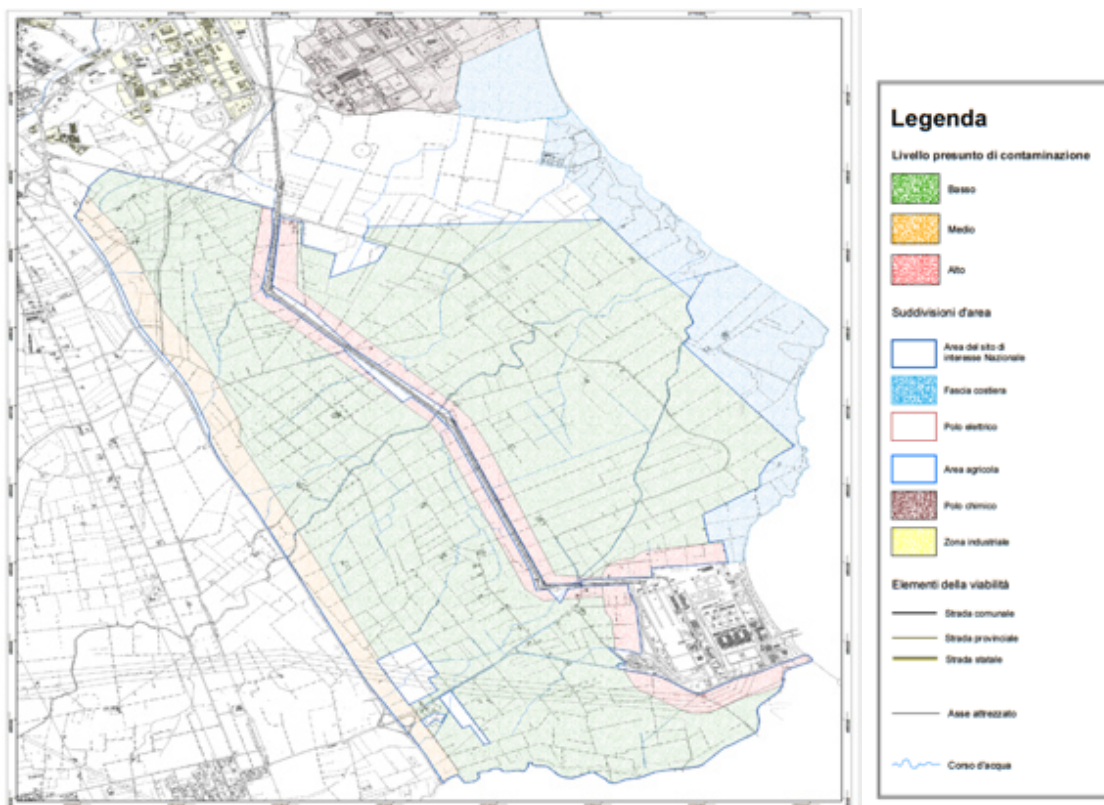 Legenda
Livello presunto di contaminazione
Basso
Medio
Alto
Suddivisioni d'area
Area del sito di
interesse Nazionale
Fascia costiera
Polo elettrico
Area agricola
Polo chimico
Zona industriale
Elementi della viabilità
Strada comunale
Strada provinciale
Strada statale
Asse attrezzato
Corso d'acqua